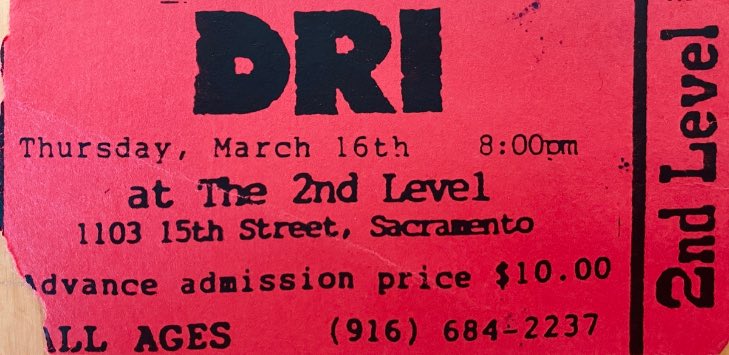 DRI
Thursday, March 16th 8:00pm
at The 2nd Level
1103 15th Street, Sacramento
Advance admission price $10.00
ALL AGES (916) 684-2237
2nd Level